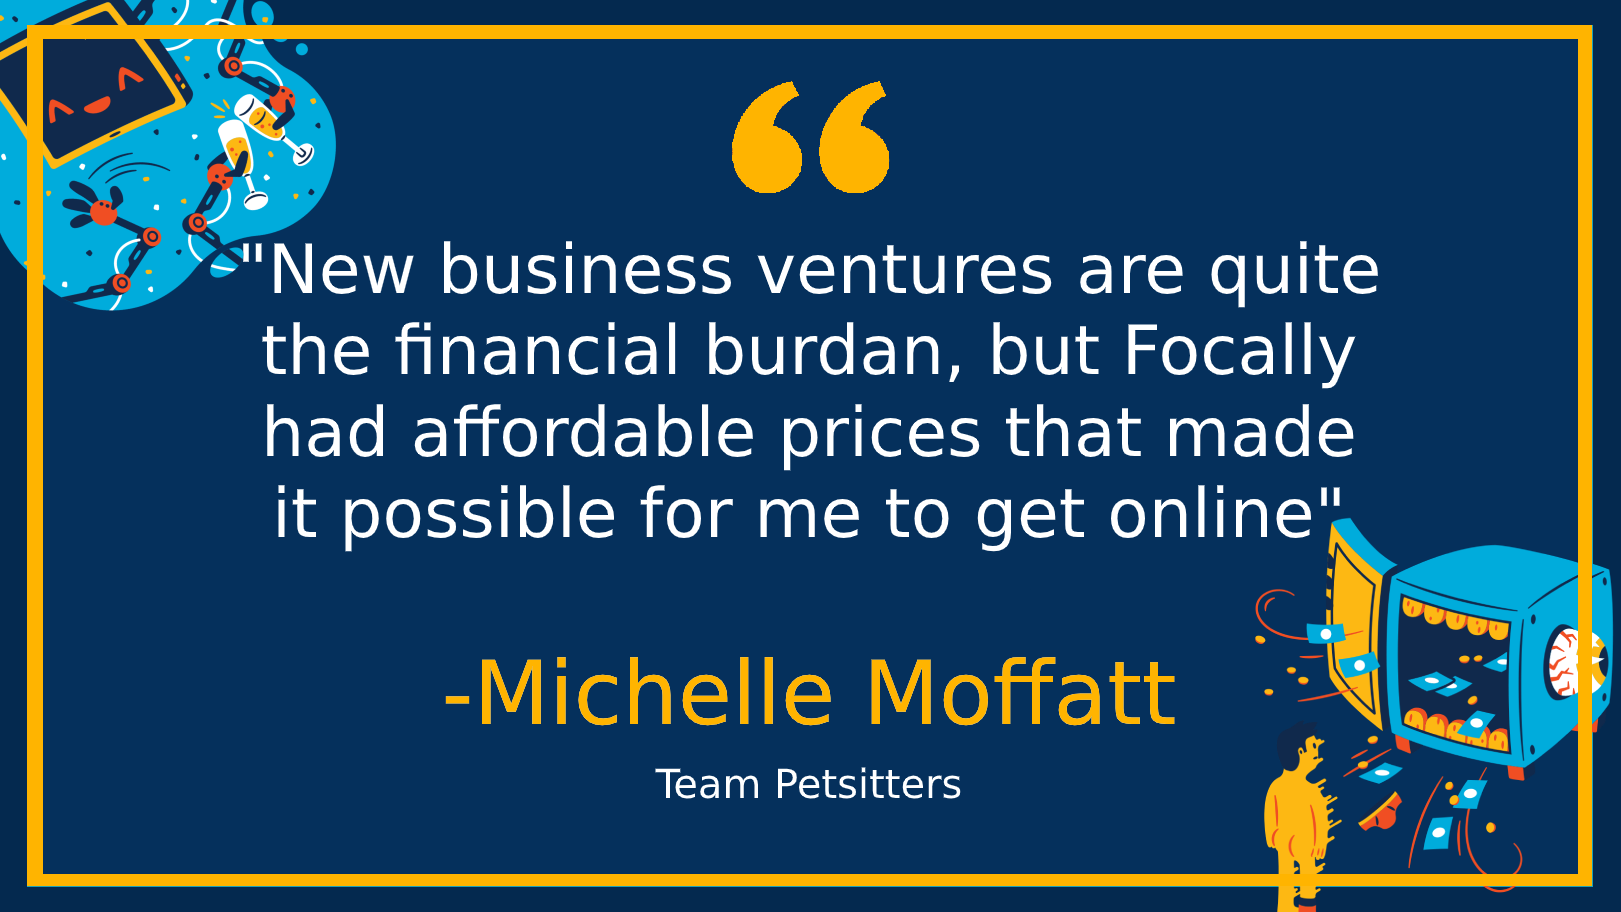 "New business ventures are quite
the financial burdan, but Focally
had affordable prices that made
it possible for me to get online"
-Michelle Moffatt
Team Petsitters